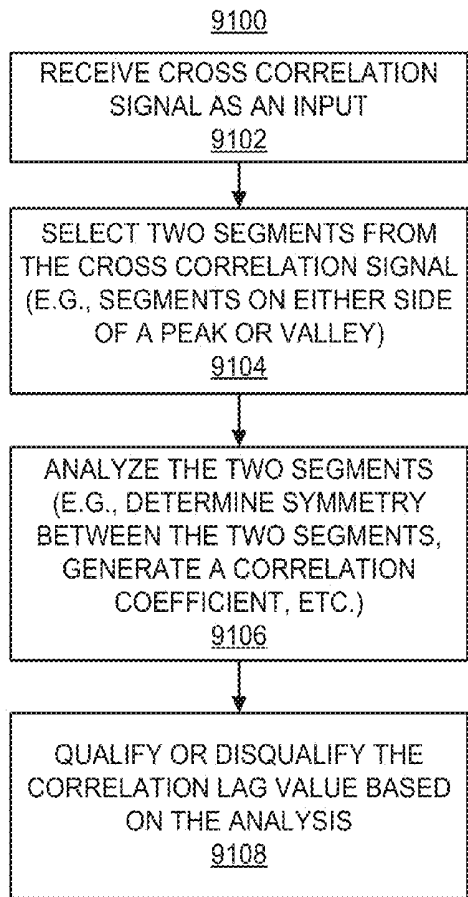 9100
RECEIVE CROSS CORRELATION
SIGNAL AS AN INPUT
9102
SELECT TWO SEGMENTS FROM
THE CROSS CORRELATION SIGNAL
(E.G., SEGMENTS ON EITHER SIDE
OF A PEAK OR VALLEY)
9104
ANALYZE THE TWO SEGMENTS
(E.G., DETERMINE SYMMETRY
BETWEEN THE TWO SEGMENTS,
GENERATE A CORRELATION
COEFFICIENT, ETC.)
9106
QUALIFY OR DISQUALIFY THE
CORRELATION LAG VALUE BASED
ON THE ANALYSIS
9108